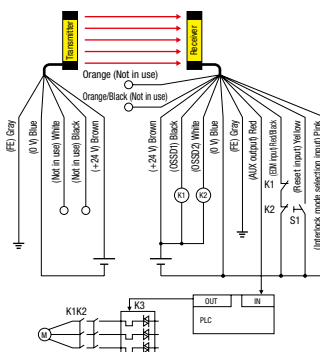 Transmitter
Receiver
Orange (Not in use)
Orange/Black (Not in use)
(FE) Gray
(0 V) Blue
(Not in use) White
(Not in use) Black
(+24 V) Brown
(+24 V) Brown
(OSSD1) Black
(OSSD2) White
(0 V) Blue
(FE) Gray
(AUX output) Red
(EDM input) Red/Black
(Reset input) Yellow
(Interlock mode selection input) Pink
K1
K2
K1
K2
S1
K1K2
K3
M
OUT
IN
PLC